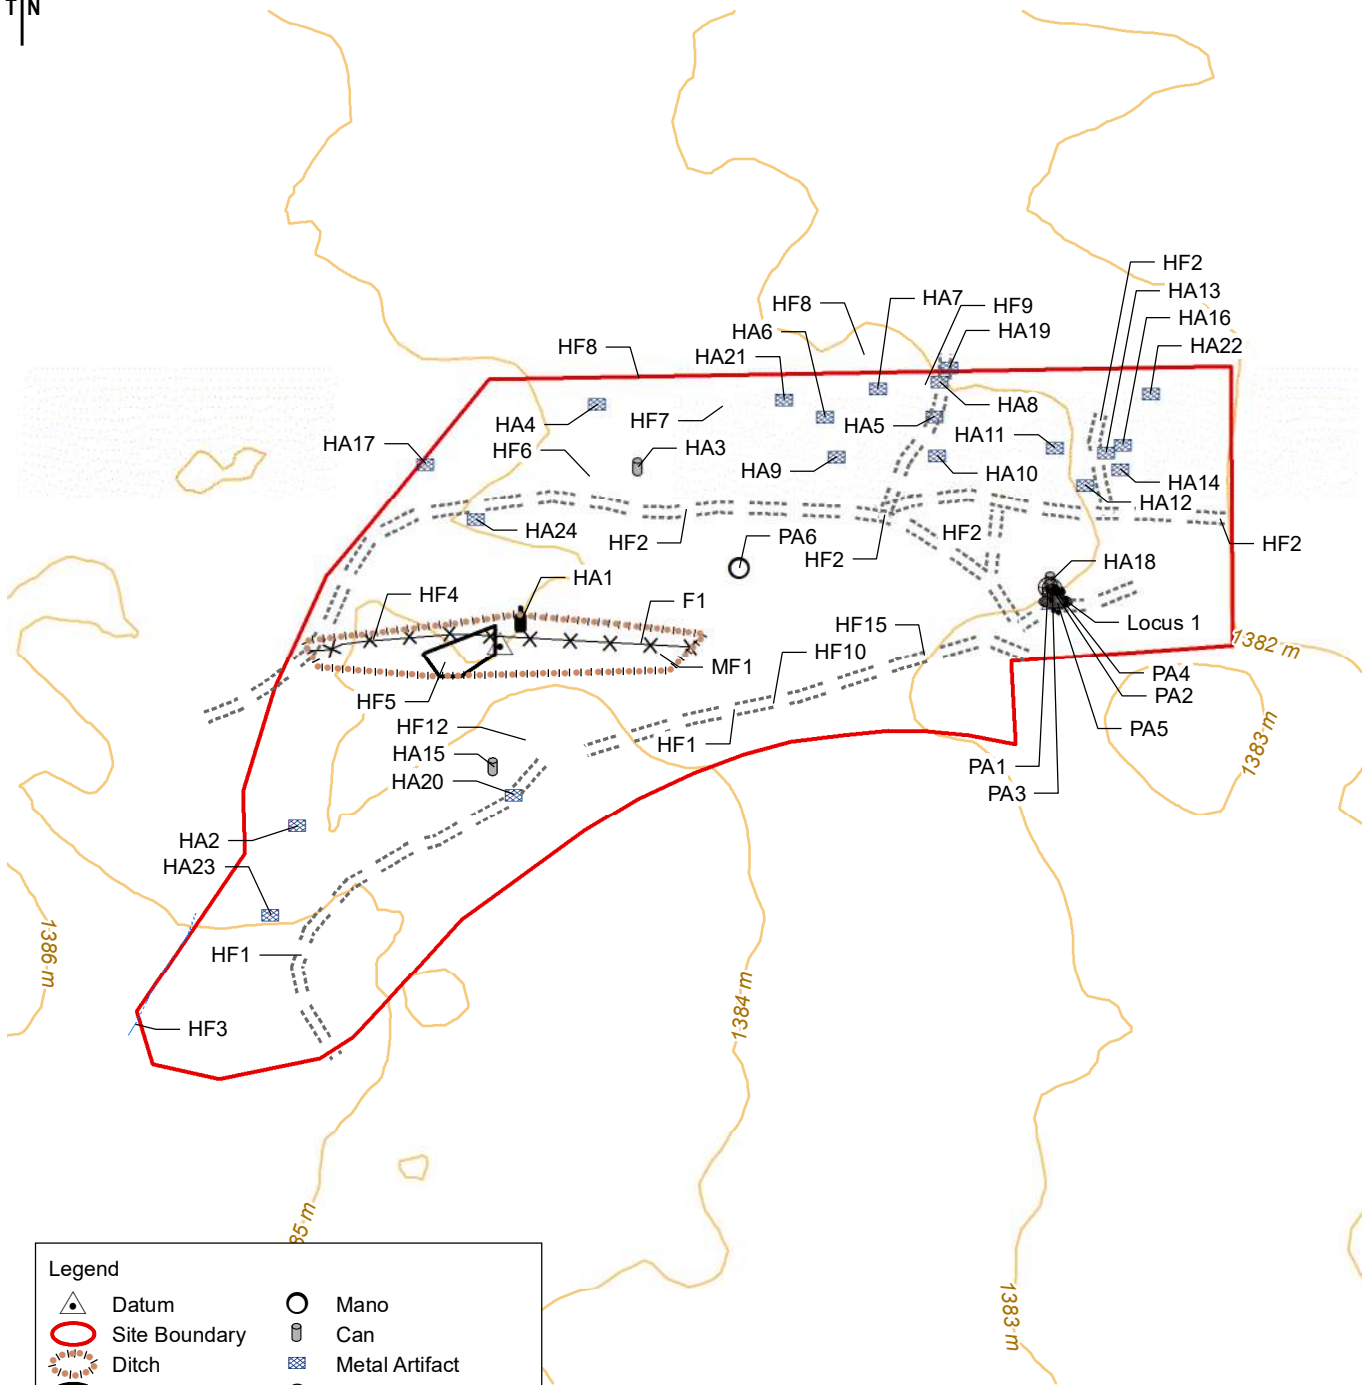 T N
HF2
HA13
HF8
HA7
HF9
HA16
HA6
HA19
HF8
HA21
HA22
HA4
HF7
HA5
HA8
HA17
HF6
HA3
HA11
HA9
HA10
HA14
HA12
HA24
HF2
PA6
HF2
HF2
HF2
HA18
HA1
HF4
F1
Locus 1
HF15
HF10
1382 m
MF1
PA4
HF5
PA2
HF12
PA5
HF1
1383 m
HA15
PA1
HA20
PA3
HA2
HA23
1386 m
HF1
1384 m
HF3
85 m
1383 m
Legend
Datum
Mano
Site Boundary
Can
Ditch
Metal Artifact